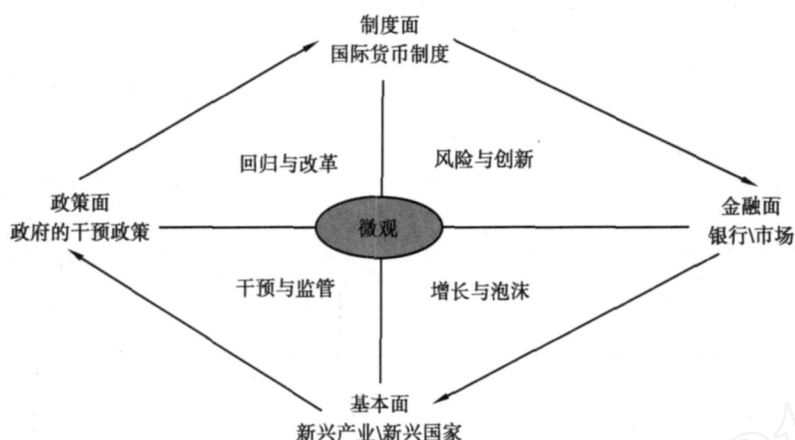 制度面
国际货币制度
回归与改革
风险与创新
政策面
政府的干预政策
微观
金融面
银行\市场
干预与监管
增长与泡沫
基本面
新兴产业\新兴国家